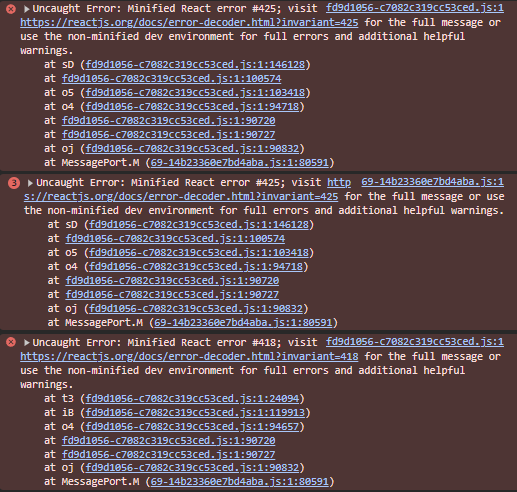 Uncaught Error: Minified React error #425; visit fd9d1056-c7082c319cc53ced.js:1
https://reactjs.org/docs/error-decoder.html?invariant=425 for the full message or
use the non-minified dev environment for full errors and additional helpful
warnings.
at sD (fd9d1056-c7082c319cc53ced.js:1:146128)
at fd9d1056-c7082c319cc53ced.js:1:100574
at o5 (fd9d1056-c7082c319cc53ced.js:1:103418)
at o4 (fd9d1056-c7082c319cc53ced.js:1:94718)
at fd9d1056-c7082c319cc53ced.js:1:90720
at fd9d1056-c7082c319cc53ced.js:1:90727
at oj (fd9d1056-c7082c319cc53ced.js:1:90832)
at MessagePort.M (69-14b23360e7bd4aba.js:1:80591)
3 Uncaught Error: Minified React error #425; visit http 69-14b23360e7bd4aba.js:1
s://reactjs.org/docs/error-decoder.html?invariant=425 for the full message or use
the non-minified dev environment for full errors and additional helpful warnings.
at sD (fd9d1056-c7082c319cc53ced.js:1:146128)
at fd9d1056-c7082c319cc53ced.js:1:100574
at o5 (fd9d1056-c7082c319cc53ced.js:1:103418)
at o4 (fd9d1056-c7082c319cc53ced.js:1:94718)
at fd9d1056-c7082c319cc53ced.js:1:90720
at fd9d1056-c7082c319cc53ced.js:1:90727
at oj (fd9d1056-c7082c319cc53ced.js:1:90832)
at MessagePort.M (69-14b23360e7bd4aba.js:1:80591)
Uncaught Error: Minified React error #418; visit fd9d1056-c7082c319cc53ced.js:1
https://reactjs.org/docs/error-decoder.html?invariant=418 for the full message or
use the non-minified dev environment for full errors and additional helpful
warnings.
at t3 (fd9d1056-c7082c319cc53ced.js:1:24094)
at iB (fd9d1056-c7082c319cc53ced.js:1:119913)
at o4 (fd9d1056-c7082c319cc53ced.js:1:94657)
at fd9d1056-c7082c319cc53ced.js:1:90720
at fd9d1056-c7082c319cc53ced.js:1:90727
at oj (fd9d1056-c7082c319cc53ced.js:1:90832)
at MessagePort.M (69-14b23360e7bd4aba.js:1:80591)